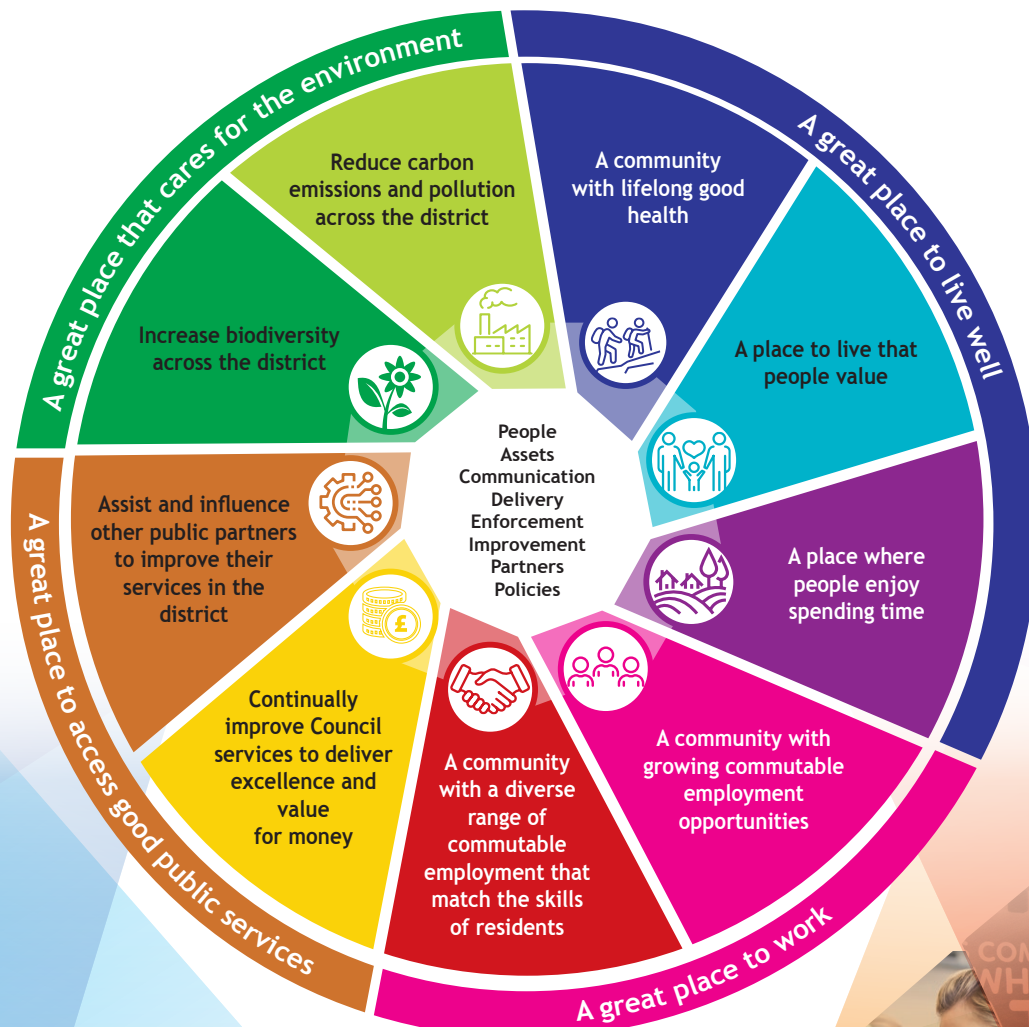 A great place that cares for the environment
A great place to live well
Reduce carbon
emissions and pollution
across the district
A community
with lifelong good
health
Increase biodiversity
across the district
A place to live that
people value
People
Assets
Communication
Delivery
Enforcement
Improvement
Partners
Policies
Assist and influence
other public partners
to improve their
services in the
district
A place where
people enjoy
spending time
£
Continually
improve Council
services to deliver
excellence and
value
for money
A community
with a diverse
range of
commutable
employment that
match the skills
of residents
A community with
growing commutable
employment
opportunities
A great place to access good public services
A great place to work